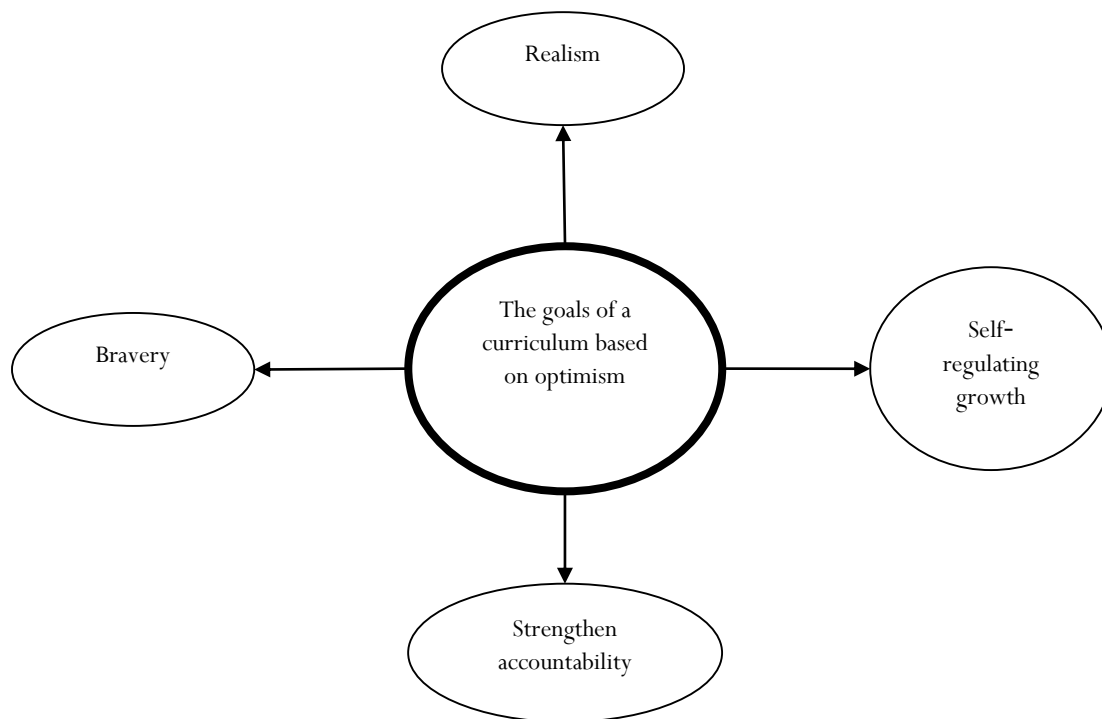 Realism
The goals of a
curriculum based
on optimism
Bravery
Self-
regulating
growth
Strengthen
accountability